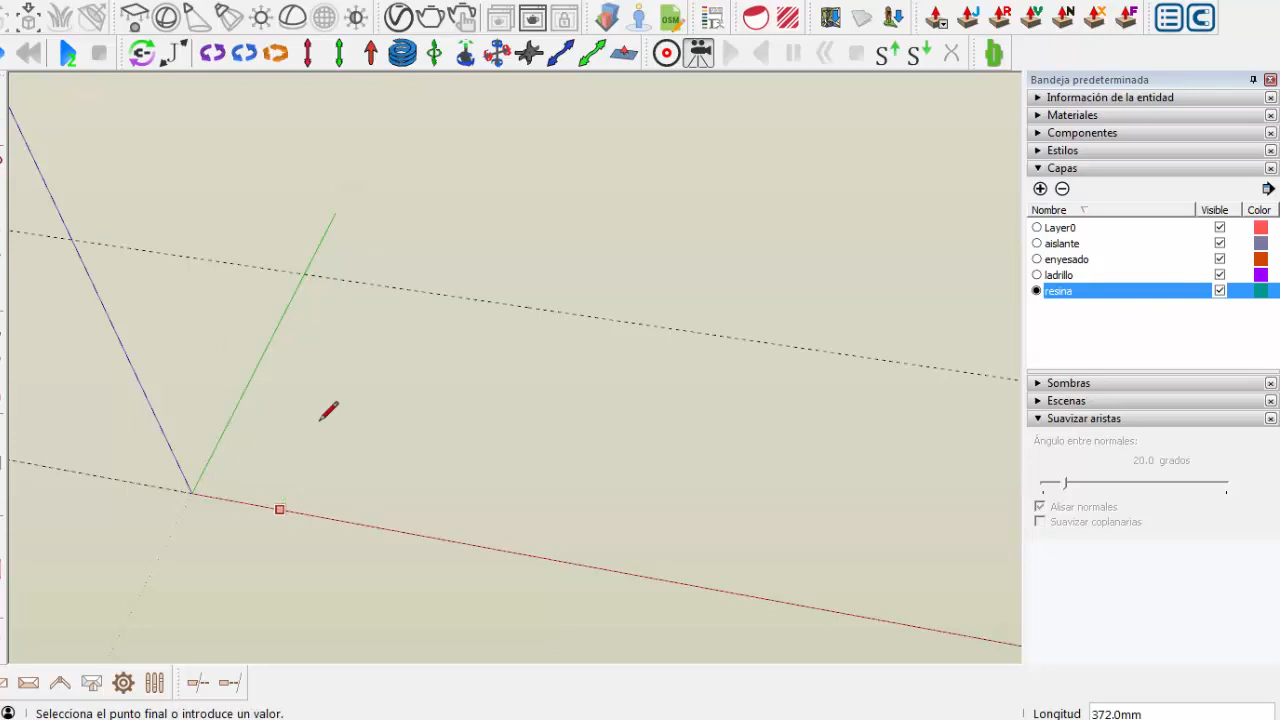 OSM
2
J
S
S
Bandeja predeterminada
Información de la entidad
Materiales
Componentes
Estilos
Capas
Nombre Visible Color
Layer0
aislante
enyesado
ladrillo
resina
Sombras
Escenas
Suavizar aristas
Ángulo entre normales:
20.0 grados
Alisar normales
Suavizar coplanarias
Selecciona el punto final o introduce un valor. Longitud 372.0mm